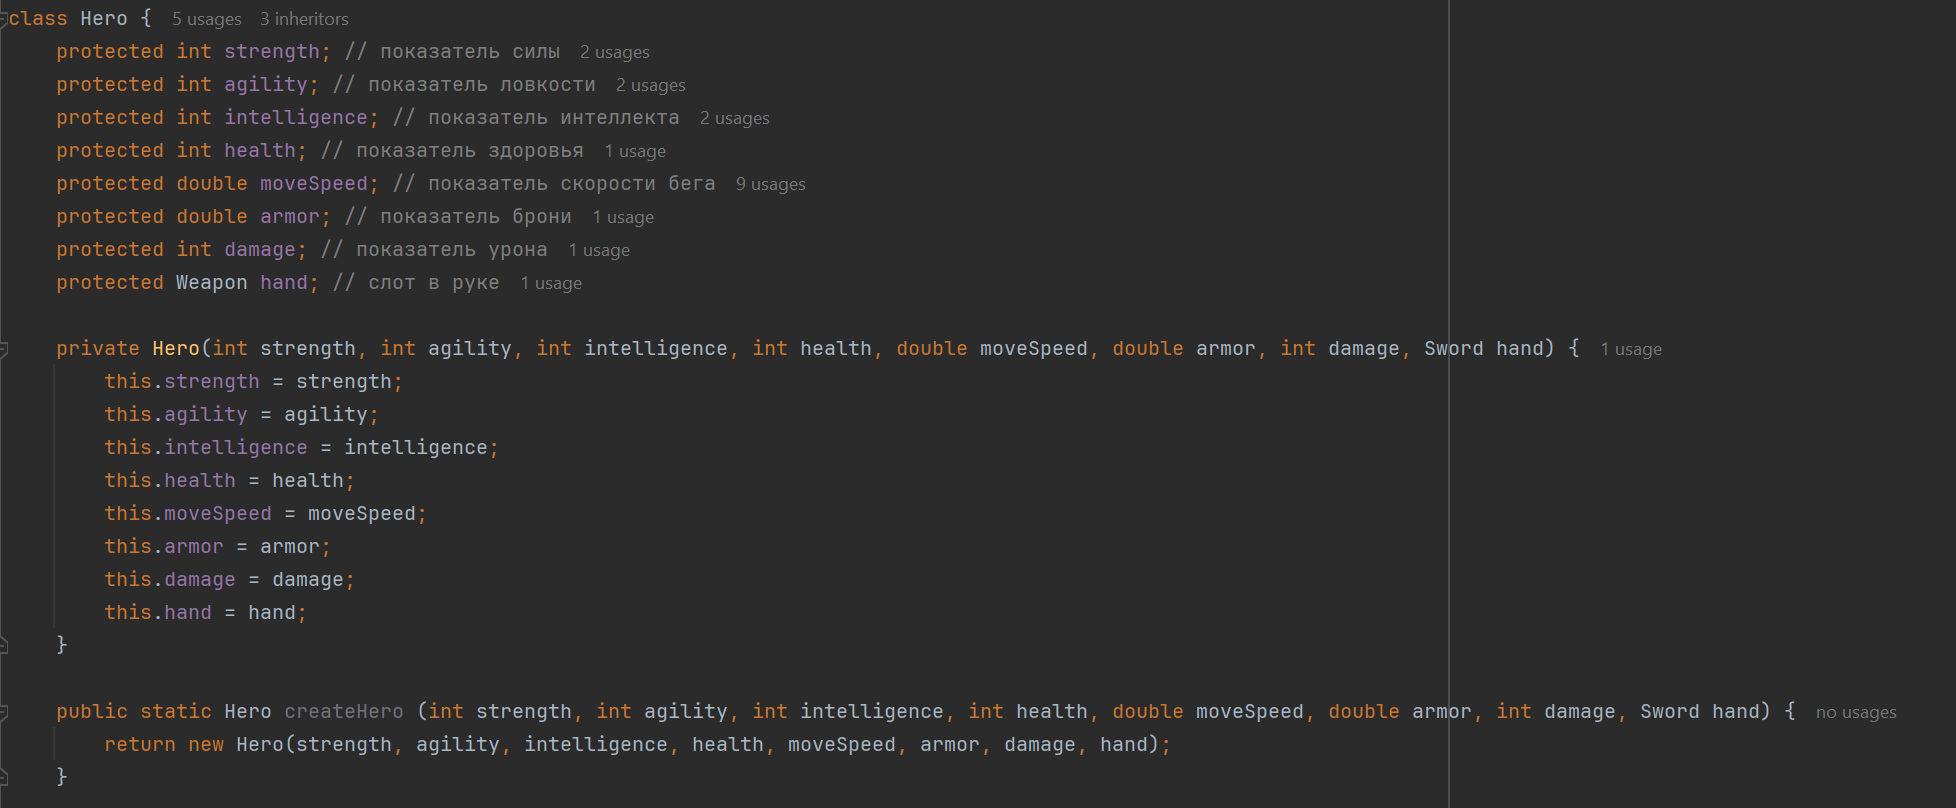 class Hero { 5 usages 3 inheritors
protected int strength; // показатель силы 2 usages
protected int agility; // показатель ловкости 2 usages
protected int intelligence; // показатель интеллекта 2 usages
protected int health; // показатель здоровья 1 usage
protected double moveSpeed; // показатель скорости бега 9 usages
protected double armor; // показатель брони 1 usage
protected int damage; // показатель урона 1 usage
protected Weapon hand; // слот в руке 1 usage
private Hero(int strength, int agility, int intelligence, int health, double moveSpeed, double armor, int damage, Sword hand) { 1 usage
this.strength = strength;
this.agility = agility;
this.intelligence = intelligence;
this.health = health;
this.moveSpeed = moveSpeed;
this.armor = armor;
this.damage = damage;
this.hand = hand;
}
public static Hero createHero (int strength, int agility, int intelligence, int health, double moveSpeed, double armor, int damage, Sword hand) { no usages
return new Hero(strength, agility, intelligence, health, moveSpeed, armor, damage, hand);
}